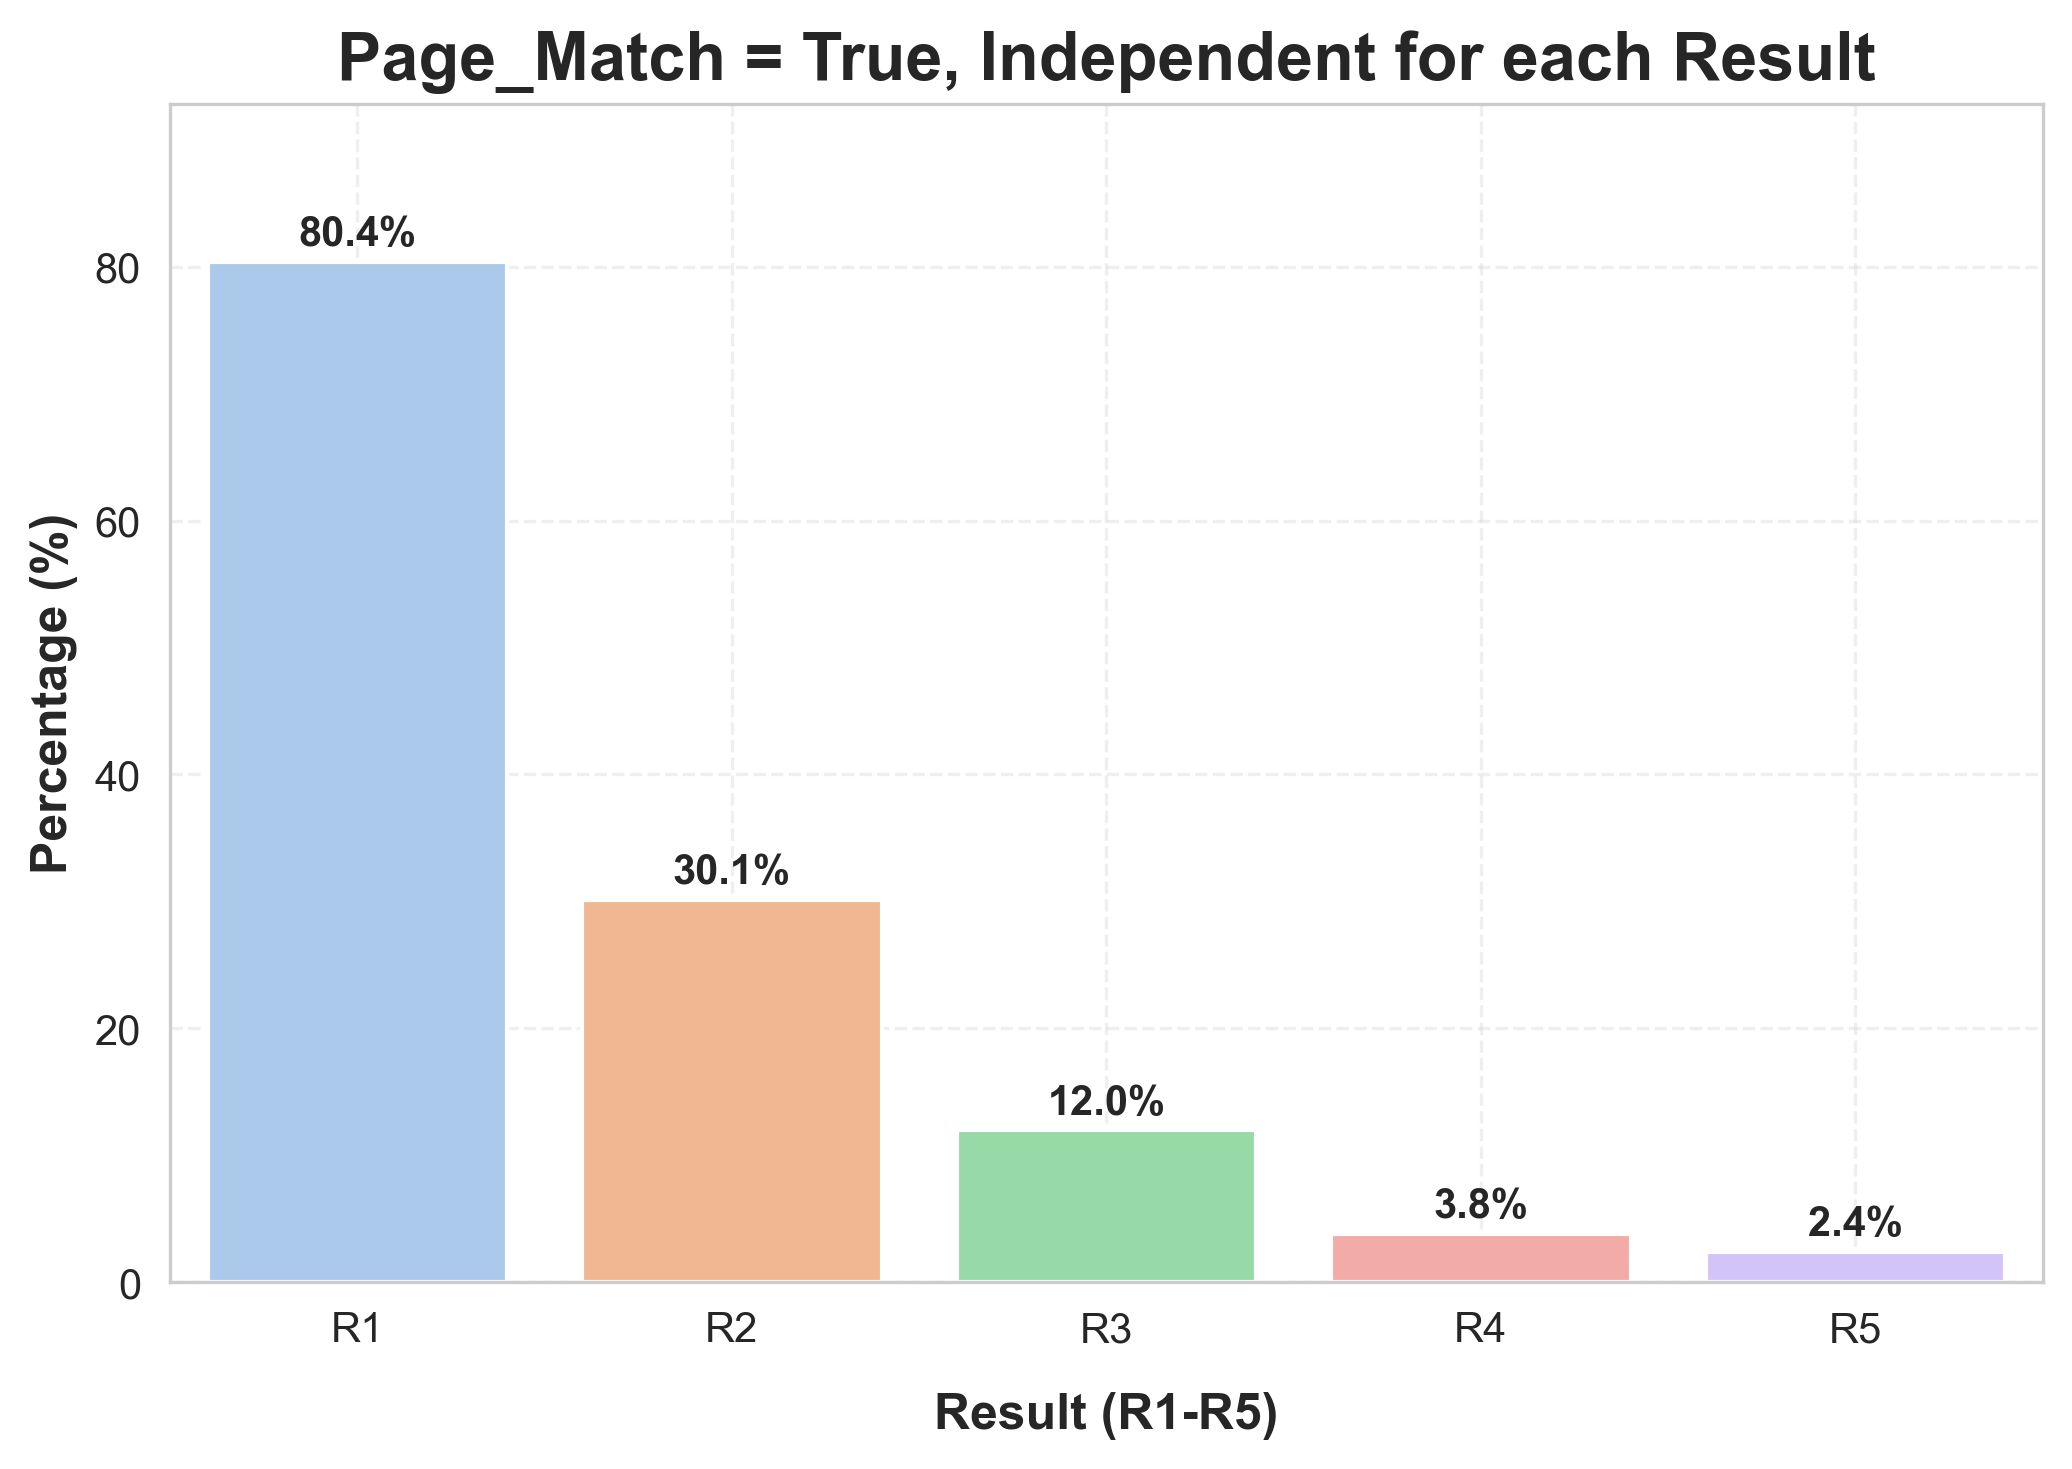 Page_Match = True, Independent for each Result
Percentage (%)
80
60
40
20
0
80.4%
30.1%
12.0%
3.8%
2.4%
R1
R2
R3
R4
R5
Result (R1-R5)